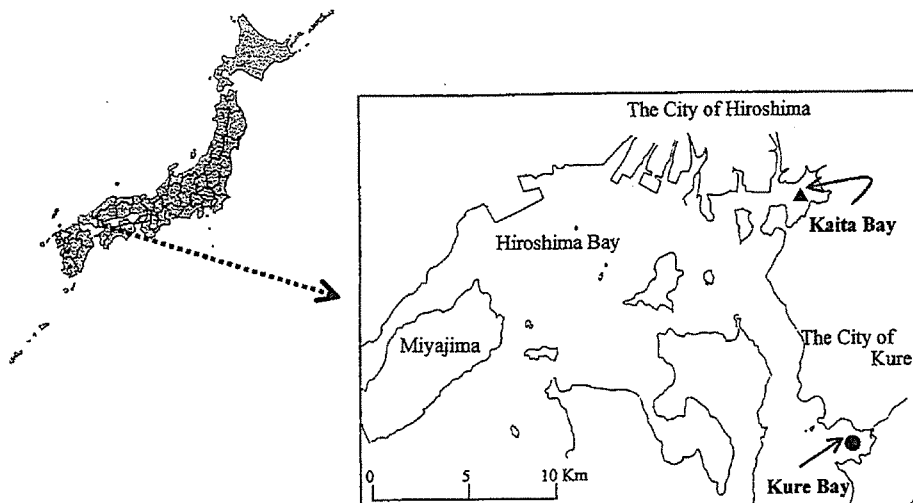 The City of Hiroshima
Kaita Bay
Hiroshima Bay
Miyajima
The City of
Kure
0 5 10 Km
Kure Bay